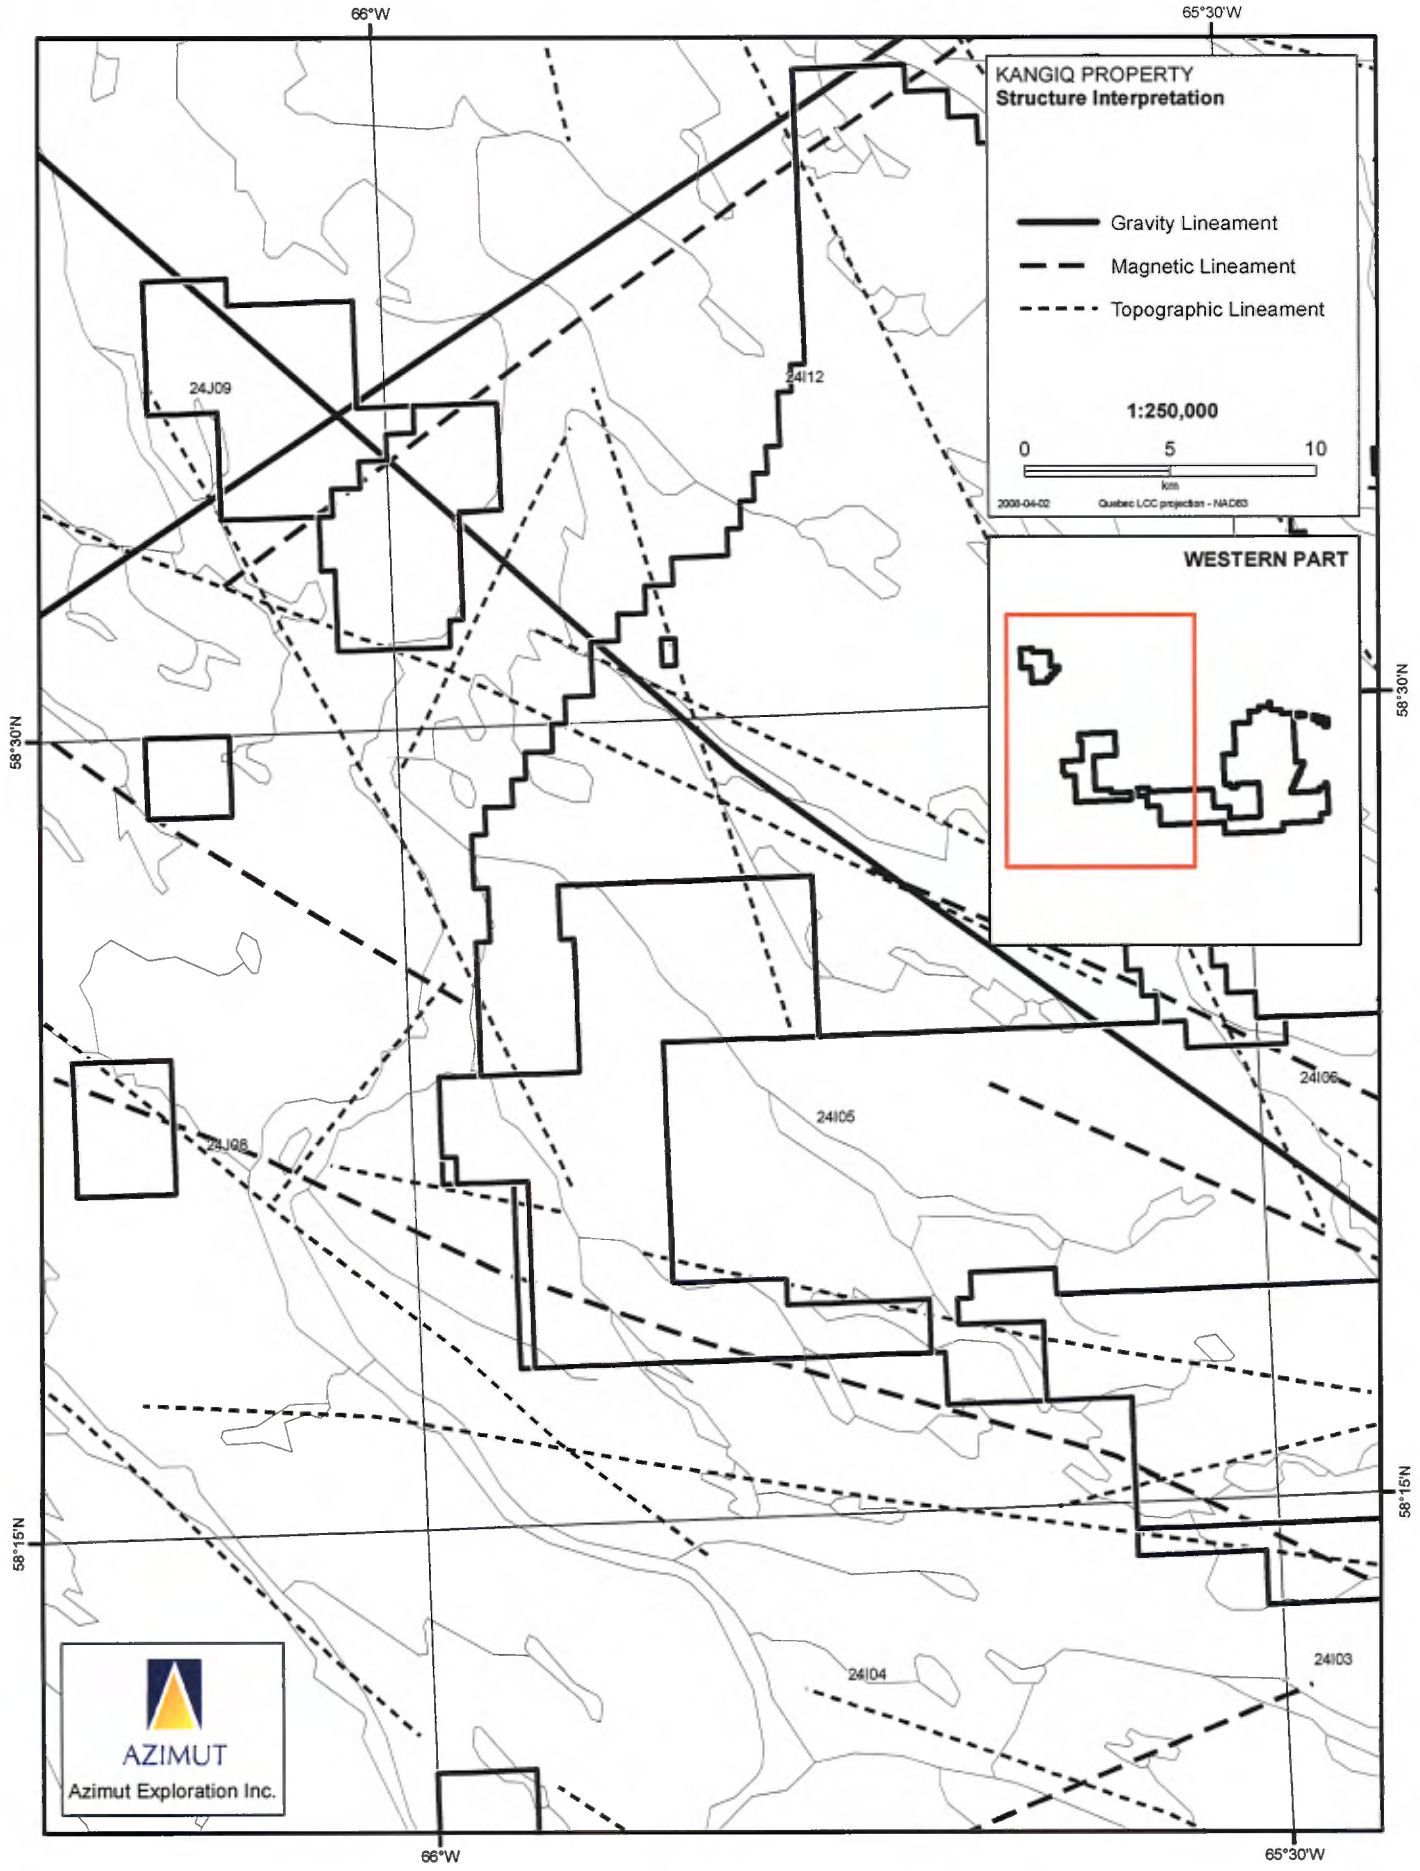 66°W
65°30'W
KANGIQ PROPERTY
Structure Interpretation
Gravity Lineament
Magnetic Lineament
Topographic Lineament
1:250,000
0 5 10
km
2008-04-02 Quebec LCC projection - NAD83
24J09
24I12
WESTERN PART
58°30'N
58°30'N
24I06
24I05
24J08
58°15'N
58°15'N
24I04
24I03
AZIMUT
Azimut Exploration Inc.
66°W
65°30'W